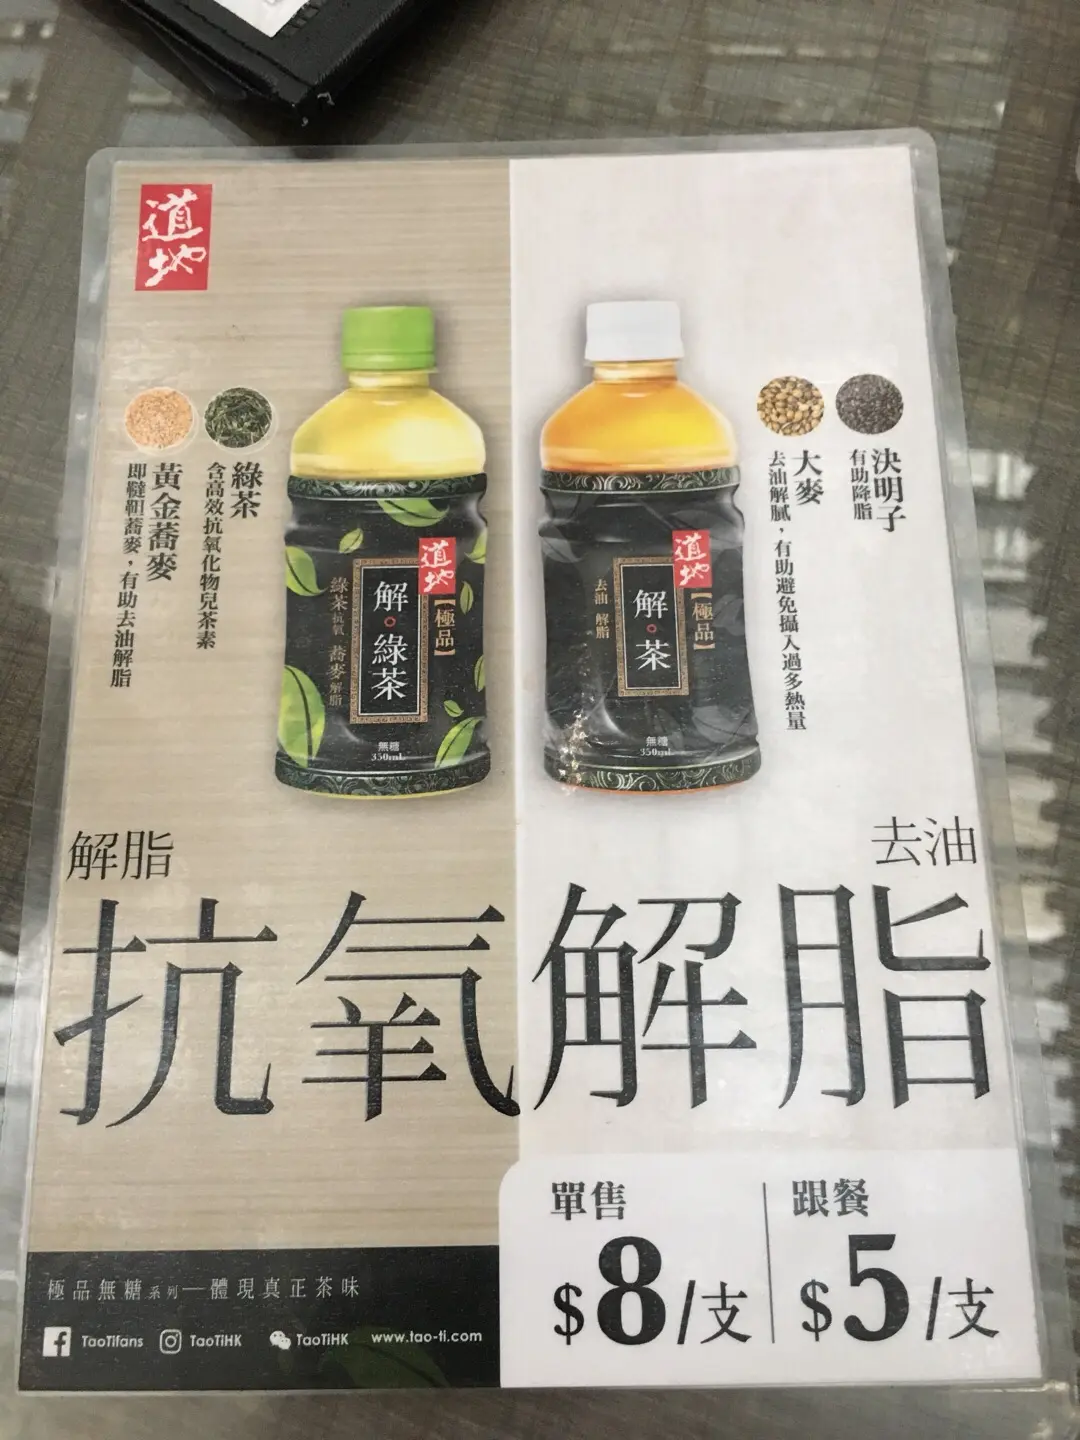 道地
綠茶
含高效抗氧化物兒茶素
黃金蕎麥
即韃靼蕎麥，有助去油解脂
決明子
有助降脂
大麥
去油解膩，有助避免攝入過多熱量
道地
【極品】
解。綠茶
綠茶抗氧 蕎麥解脂
無糖
350mL
道地
【極品】
解。茶
去油 解脂
無糖
350mL
解脂
抗氧
去油
解脂
單售
$8/支
跟餐
$5/支
極品無糖系列—體現真正茶味
TaoTifans TaoTiHK TaoTiHK www.tao-ti.com